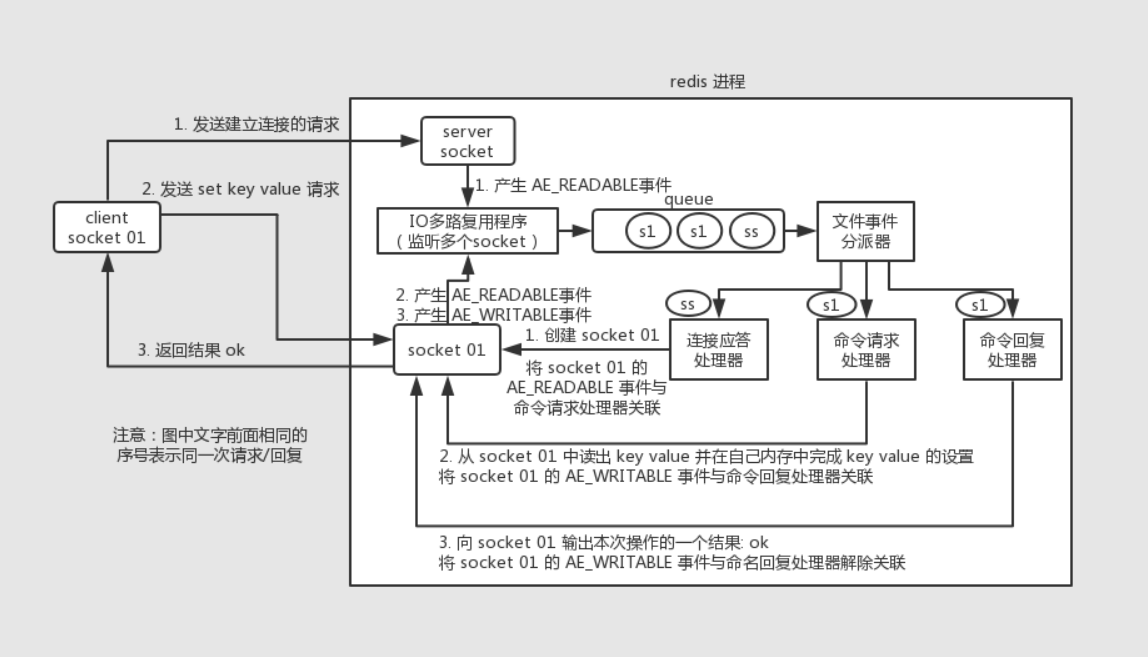 redis 进程
1. 发送建立连接的请求
server
socket
1. 产生 AE_READABLE事件
2. 发送 set key value 请求
client
socket 01
IO多路复用程序
（监听多个socket）
queue
s1
s1
ss
文件事件
分派器
2. 产生 AE_READABLE事件
3. 产生 AE_WRITABLE事件
ss
s1
s1
socket 01
1. 创建 socket 01
将 socket 01 的
AE_READABLE 事件与
命令请求处理器关联
连接应答
处理器
命令请求
处理器
命令回复
处理器
3. 返回结果 ok
注意：图中文字前面相同的
序号表示同一次请求/回复
2. 从 socket 01 中读出 key value 并在自己内存中完成 key value 的设置
将 socket 01 的 AE_WRITABLE 事件与命令回复处理器关联
3. 向 socket 01 输出本次操作的一个结果: ok
将 socket 01 的 AE_WRITABLE 事件与命名回复处理器解除关联